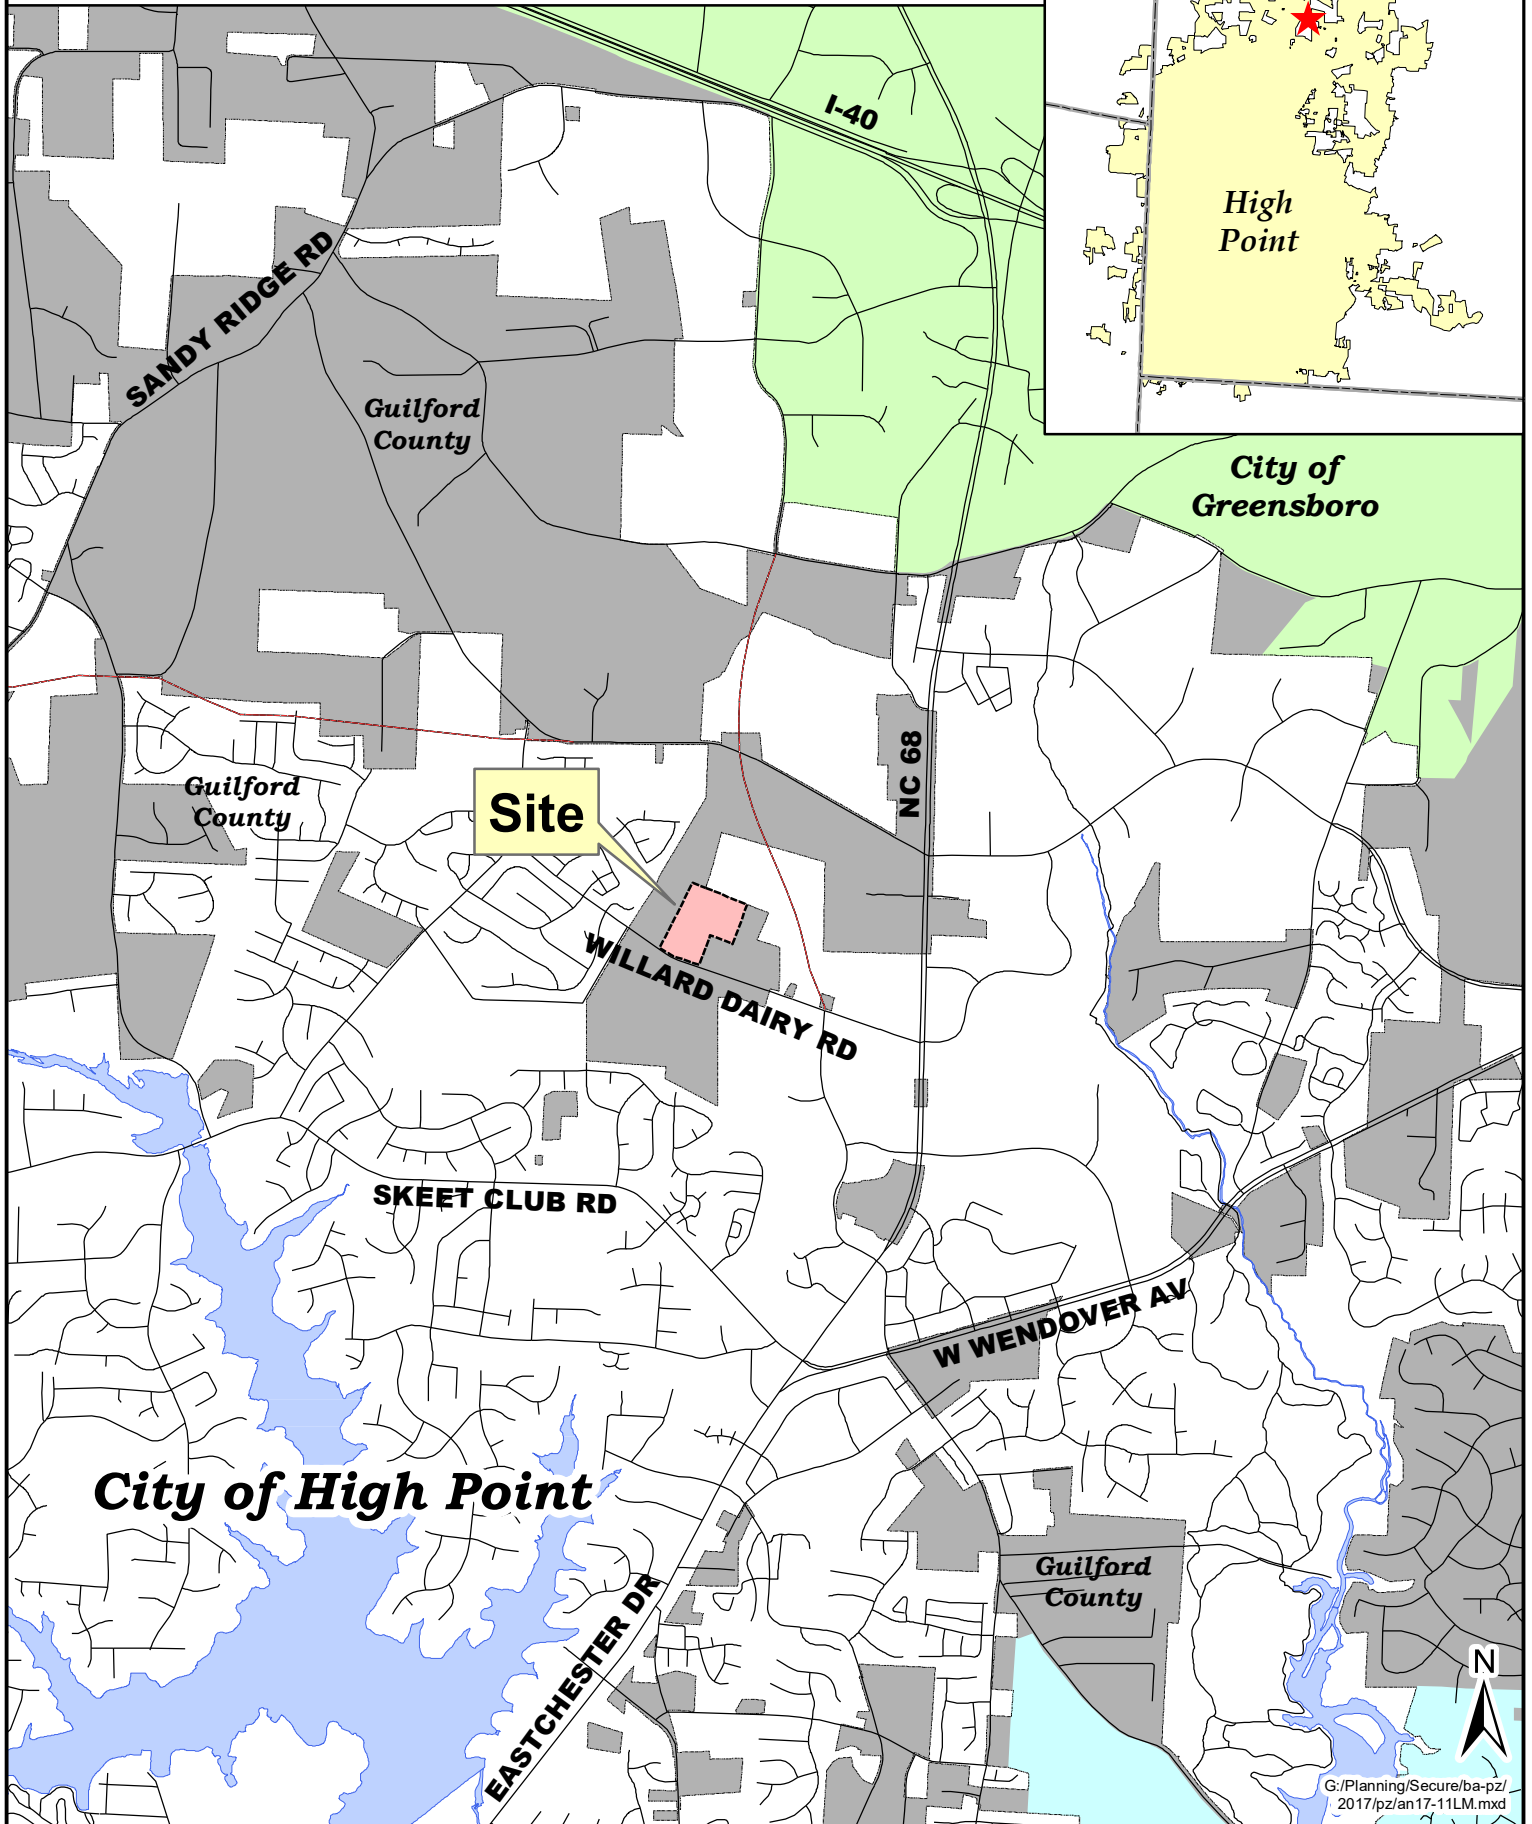 I-40
High
Point
SANDY RIDGE RD
Guilford
County
City of
Greensboro
NC 68
Guilford
County
Site
WILLARD DAIRY RD
SKEET CLUB RD
W WENDOVER AV
City of High Point
Guilford
County
EASTCHESTER DR
N
G:/Planning/Secure/ba-pz/
2017/pz/an17-11LM.mxd